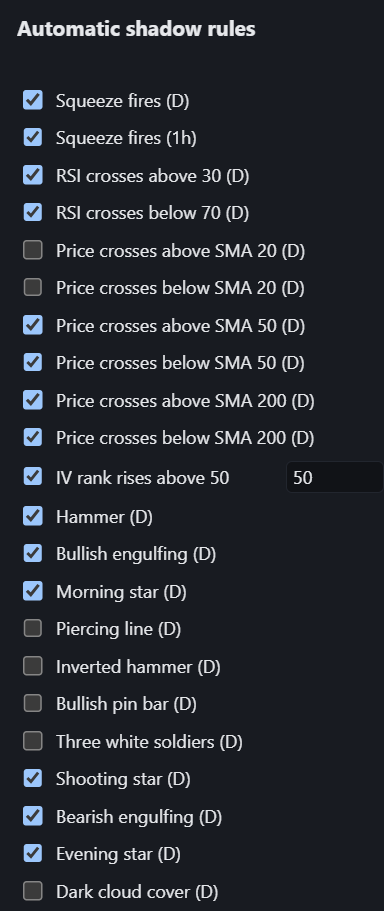 Automatic shadow rules
Squeeze fires (D)
Squeeze fires (1h)
RSI crosses above 30 (D)
RSI crosses below 70 (D)
Price crosses above SMA 20 (D)
Price crosses below SMA 20 (D)
Price crosses above SMA 50 (D)
Price crosses below SMA 50 (D)
Price crosses above SMA 200 (D)
Price crosses below SMA 200 (D)
IV rank rises above 50 50
Hammer (D)
Bullish engulfing (D)
Morning star (D)
Piercing line (D)
Inverted hammer (D)
Bullish pin bar (D)
Three white soldiers (D)
Shooting star (D)
Bearish engulfing (D)
Evening star (D)
Dark cloud cover (D)